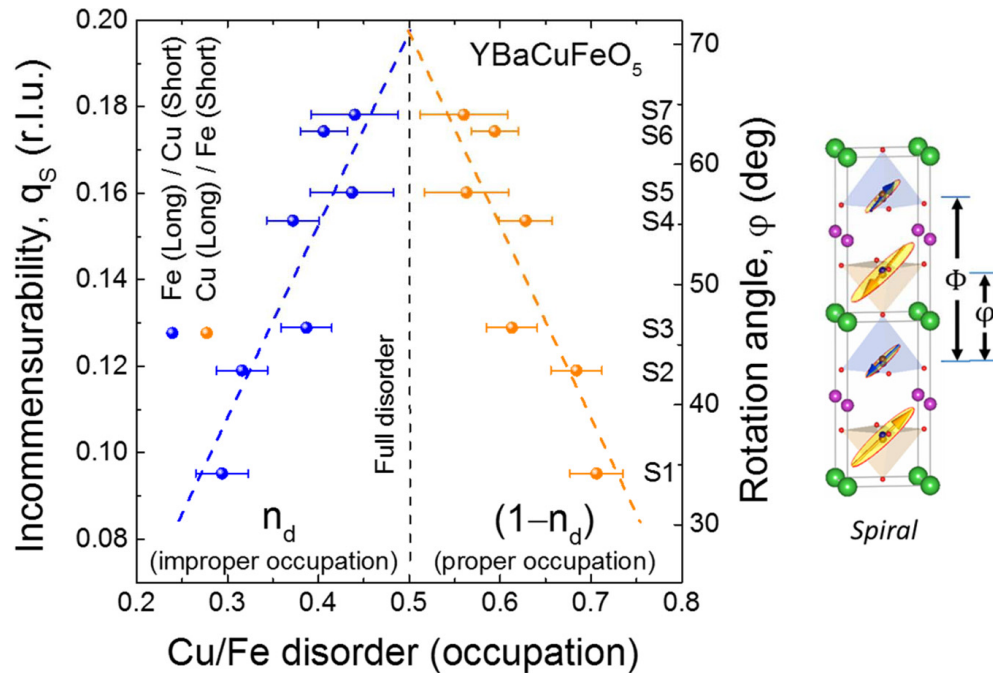 0.20
0.18
0.16
0.14
0.12
0.10
0.08
Incommensurability, q_S (r.l.u.)
Fe (Long) / Cu (Short)
Cu (Long) / Fe (Short)
Full disorder
YBaCuFeO₅
S7
S6
S5
S4
S3
S2
S1
n_d
(improper occupation)
(1−n_d)
(proper occupation)
0.2 0.3 0.4 0.5 0.6 0.7 0.8
Cu/Fe disorder (occupation)
70
60
50
40
30
Rotation angle, φ (deg)
Φ
φ
Spiral